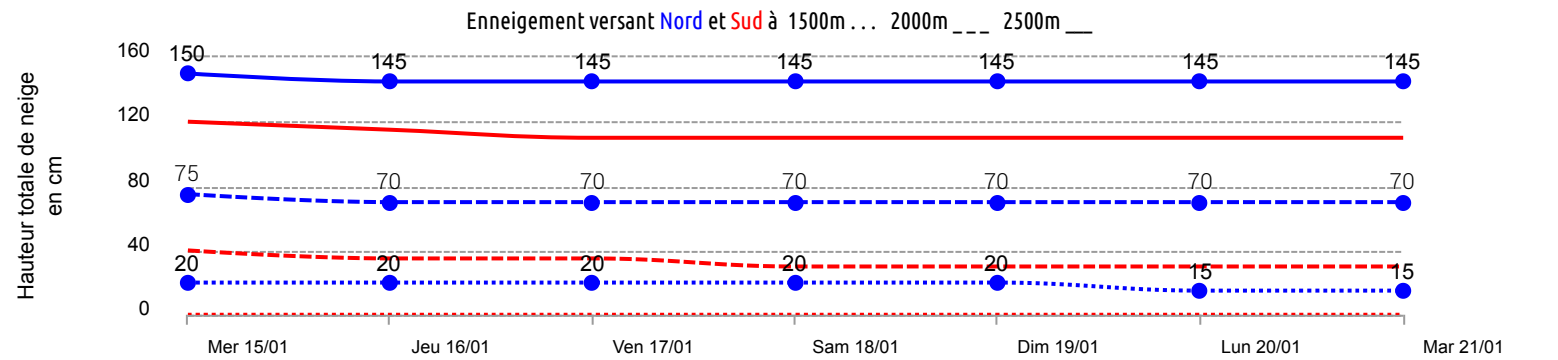 Enneigement versant Nord et Sud à 1500m . . . 2000m _ _ _ 2500m __
Hauteur totale de neige
en cm
160
120
80
40
0
150 145 145 145 145 145 145
75 70 70 70 70 70 70
20 20 20 20 20 15 15
Mer 15/01 Jeu 16/01 Ven 17/01 Sam 18/01 Dim 19/01 Lun 20/01 Mar 21/01